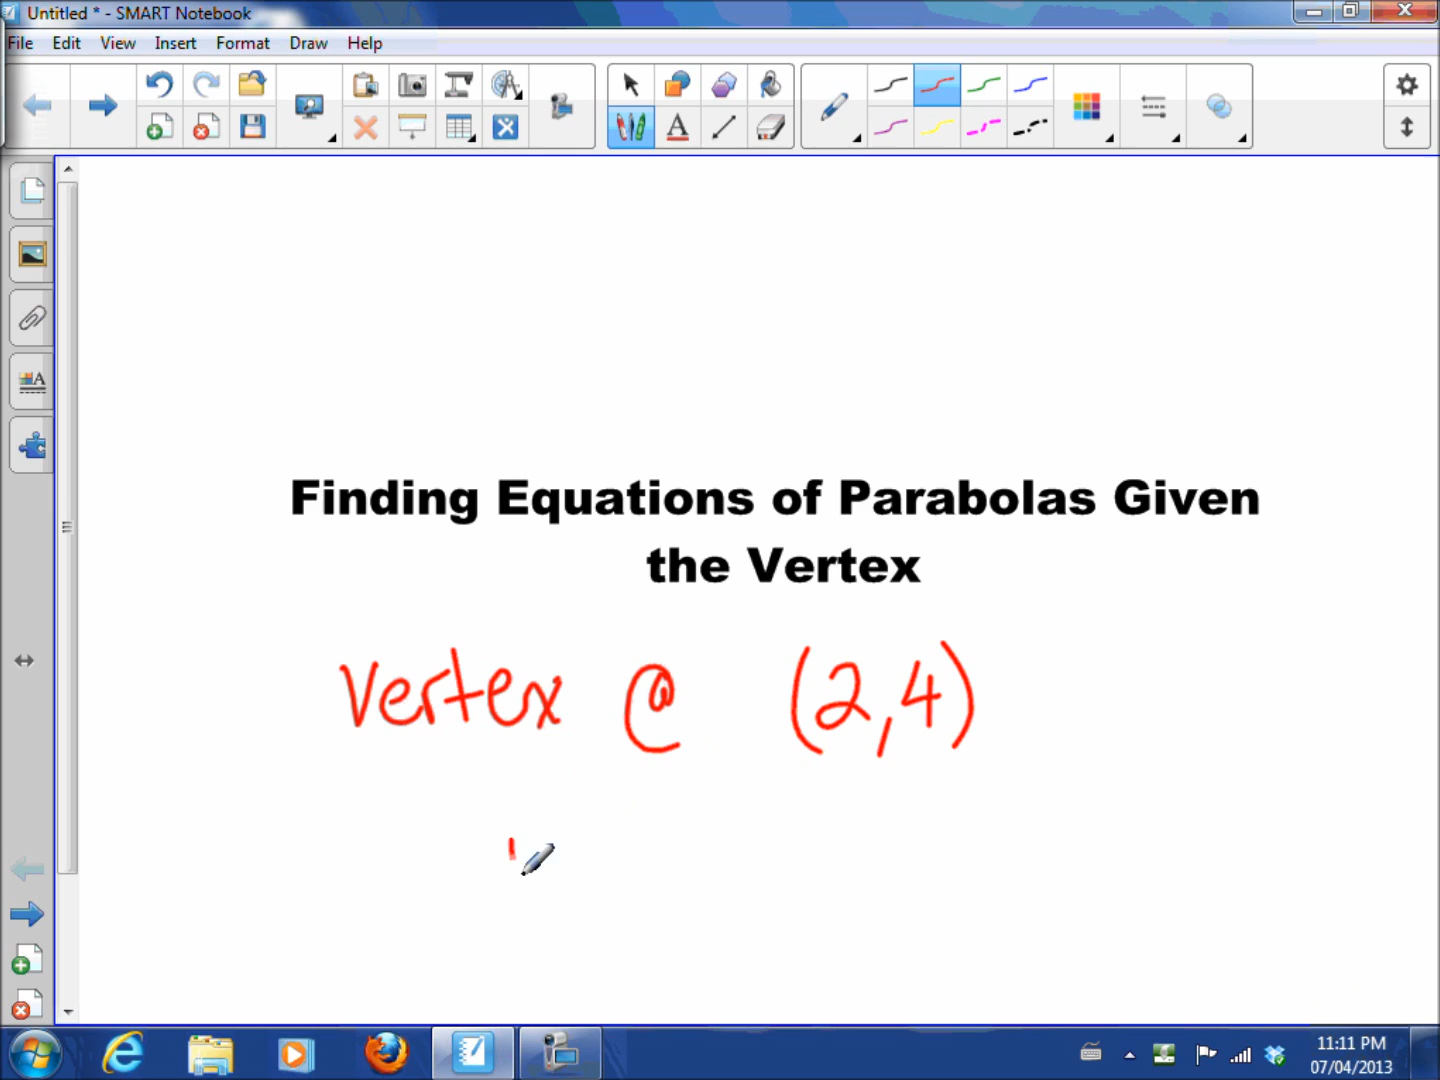 Untitled * - SMART Notebook
File Edit View Insert Format Draw Help
Finding Equations of Parabolas Given
the Vertex
Vertex @ (2,4)
11:11 PM
07/04/2013